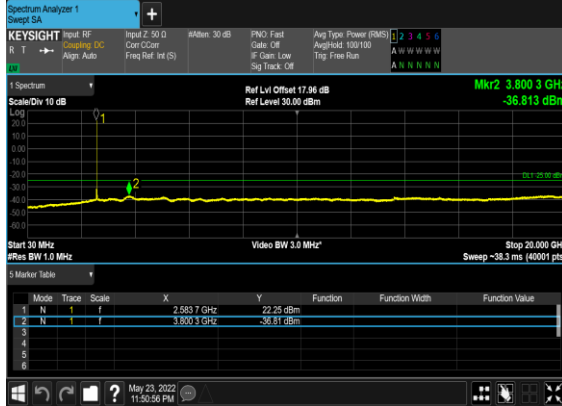 Spectrum Analyzer 1
Swept SA
+
KEYSIGHT Input: RF Input Z: 50 Ω #Atten: 30 dB PNO: Fast Avg Type: Power (RMS) 1 2 3 4 5 6
R T Coupling: DC Corr CCorr Gate: Off Avg|Hold: 100/100 A W W W W W
Align: Auto Freq Ref: Int (S) IF Gain: Low Trig: Free Run
Sig Track: Off A N N N N N
LXI
1 Spectrum Ref Lvl Offset 17.96 dB Mkr2 3.800 3 GHz
Scale/Div 10 dB Ref Level 30.00 dBm -36.813 dBm
Log
1
20.0
10.0
0.00
-10.0
-20.0
DL1 -25.00 dBm
-30.0
2
-40.0
-50.0
-60.0
Start 30 MHz Video BW 3.0 MHz* Stop 20.000 GHz
#Res BW 1.0 MHz Sweep ~38.3 ms (40001 pts)
5 Marker Table
Mode Trace Scale X Y Function Function Width Function Value
1 N 1 f 2.583 7 GHz 22.25 dBm
2 N 1 f 3.800 3 GHz -36.81 dBm
3
4
5
6
? May 23, 2022
11:50:56 PM